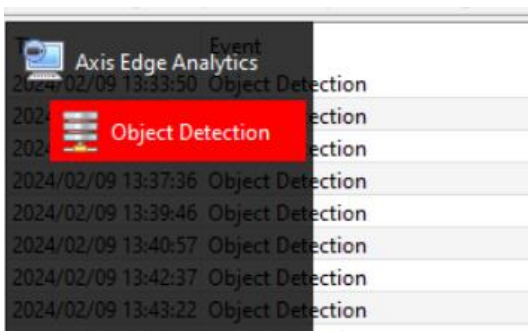 Event
Axis Edge Analytics
2024/02/09 13:33:50 Object Detection
Object Detection
2024/02/09 13:37:36 Object Detection
2024/02/09 13:39:46 Object Detection
2024/02/09 13:40:57 Object Detection
2024/02/09 13:42:37 Object Detection
2024/02/09 13:43:22 Object Detection